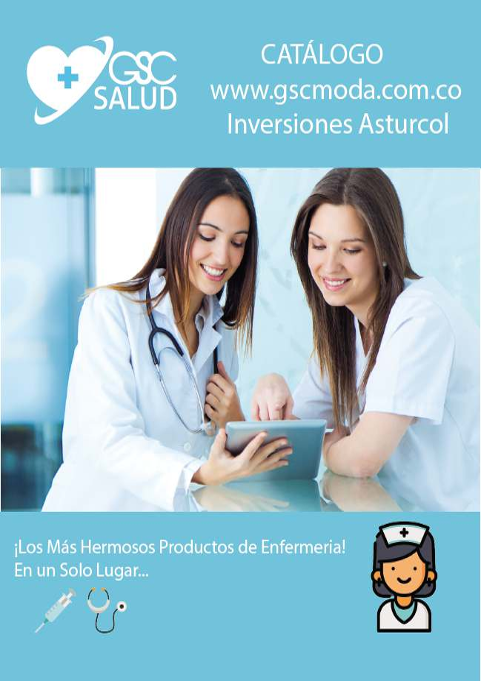 GSC
SALUD
CATÁLOGO
www.gscmoda.com.co
Inversiones Asturcol
¡Los Más Hermosos Productos de Enfermeria!
En un Solo Lugar...